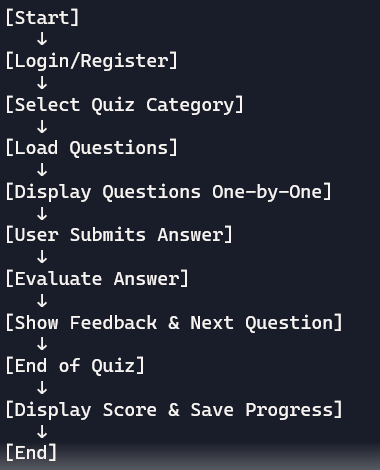 [Start]
↓
[Login/Register]
↓
[Select Quiz Category]
↓
[Load Questions]
↓
[Display Questions One-by-One]
↓
[User Submits Answer]
↓
[Evaluate Answer]
↓
[Show Feedback & Next Question]
↓
[End of Quiz]
↓
[Display Score & Save Progress]
↓
[End]